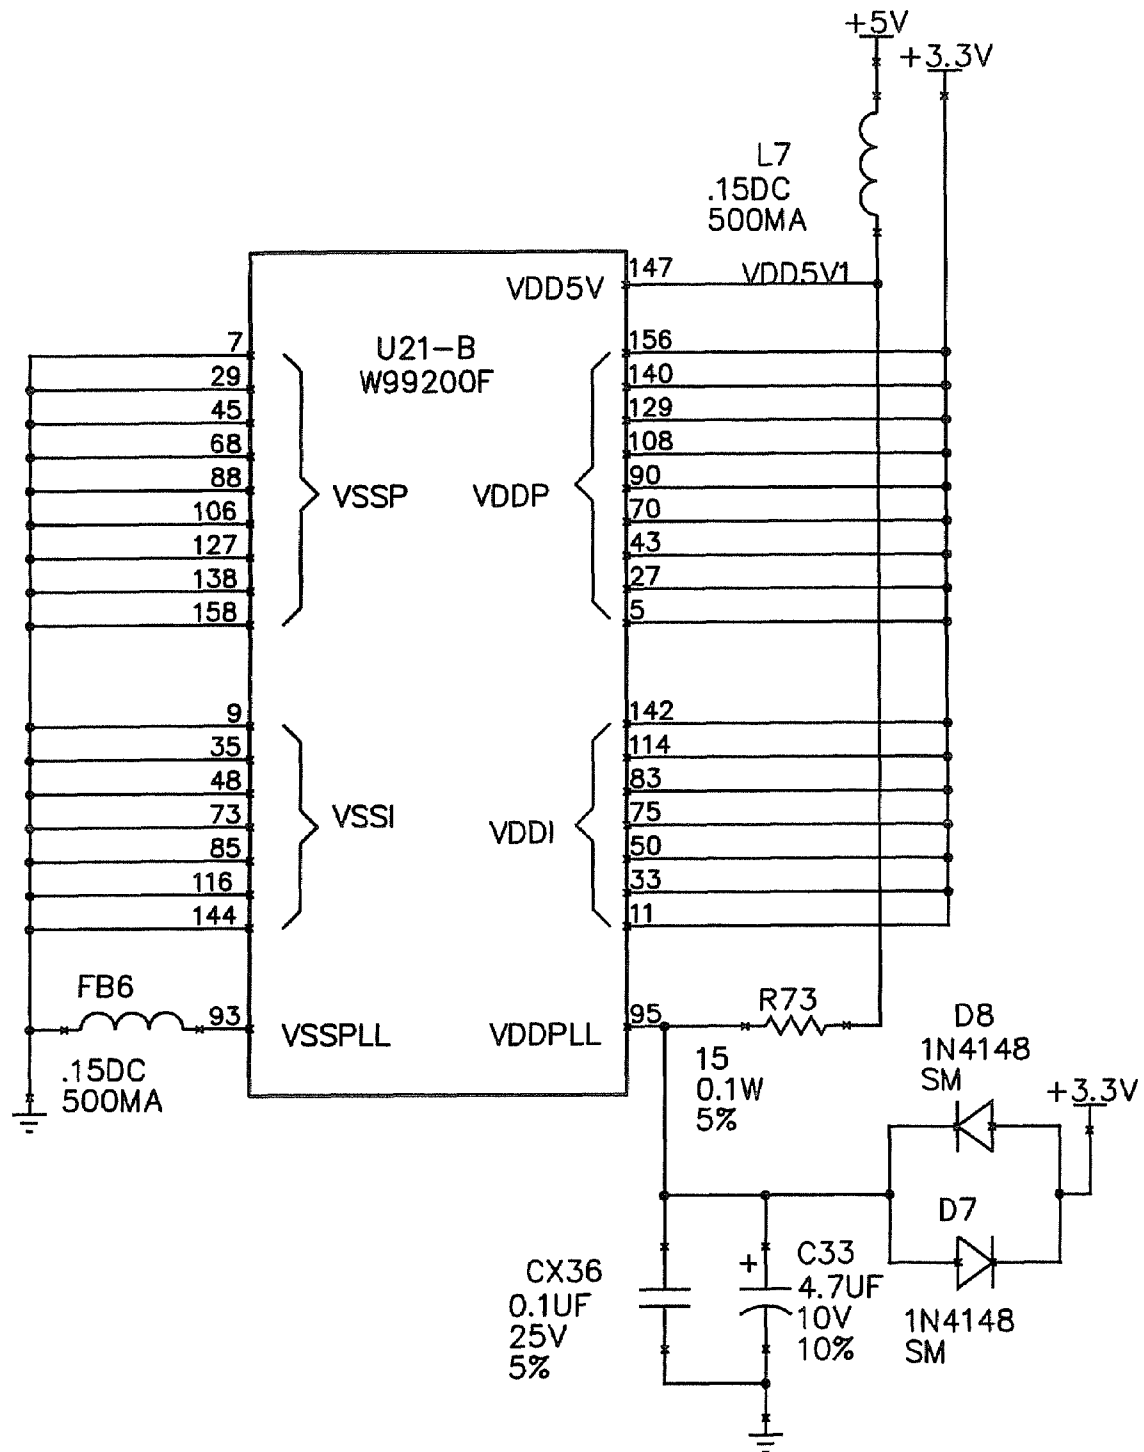 +5V
+3.3V
L7
.15DC
500MA
VDD5V
147
VDD5V1
U21-B
W99200F
7
29
45
68
88
106
127
138
158
VSSP
VDDP
156
140
129
108
90
70
43
27
5
9
35
48
73
85
116
144
VSSI
VDDI
142
114
83
75
50
33
11
FB6
.15DC
500MA
93
VSSPLL
VDDPLL
95
R73
15
0.1W
5%
D8
1N4148
SM
+3.3V
D7
1N4148
SM
CX36
0.1UF
25V
5%
+
C33
4.7UF
10V
10%